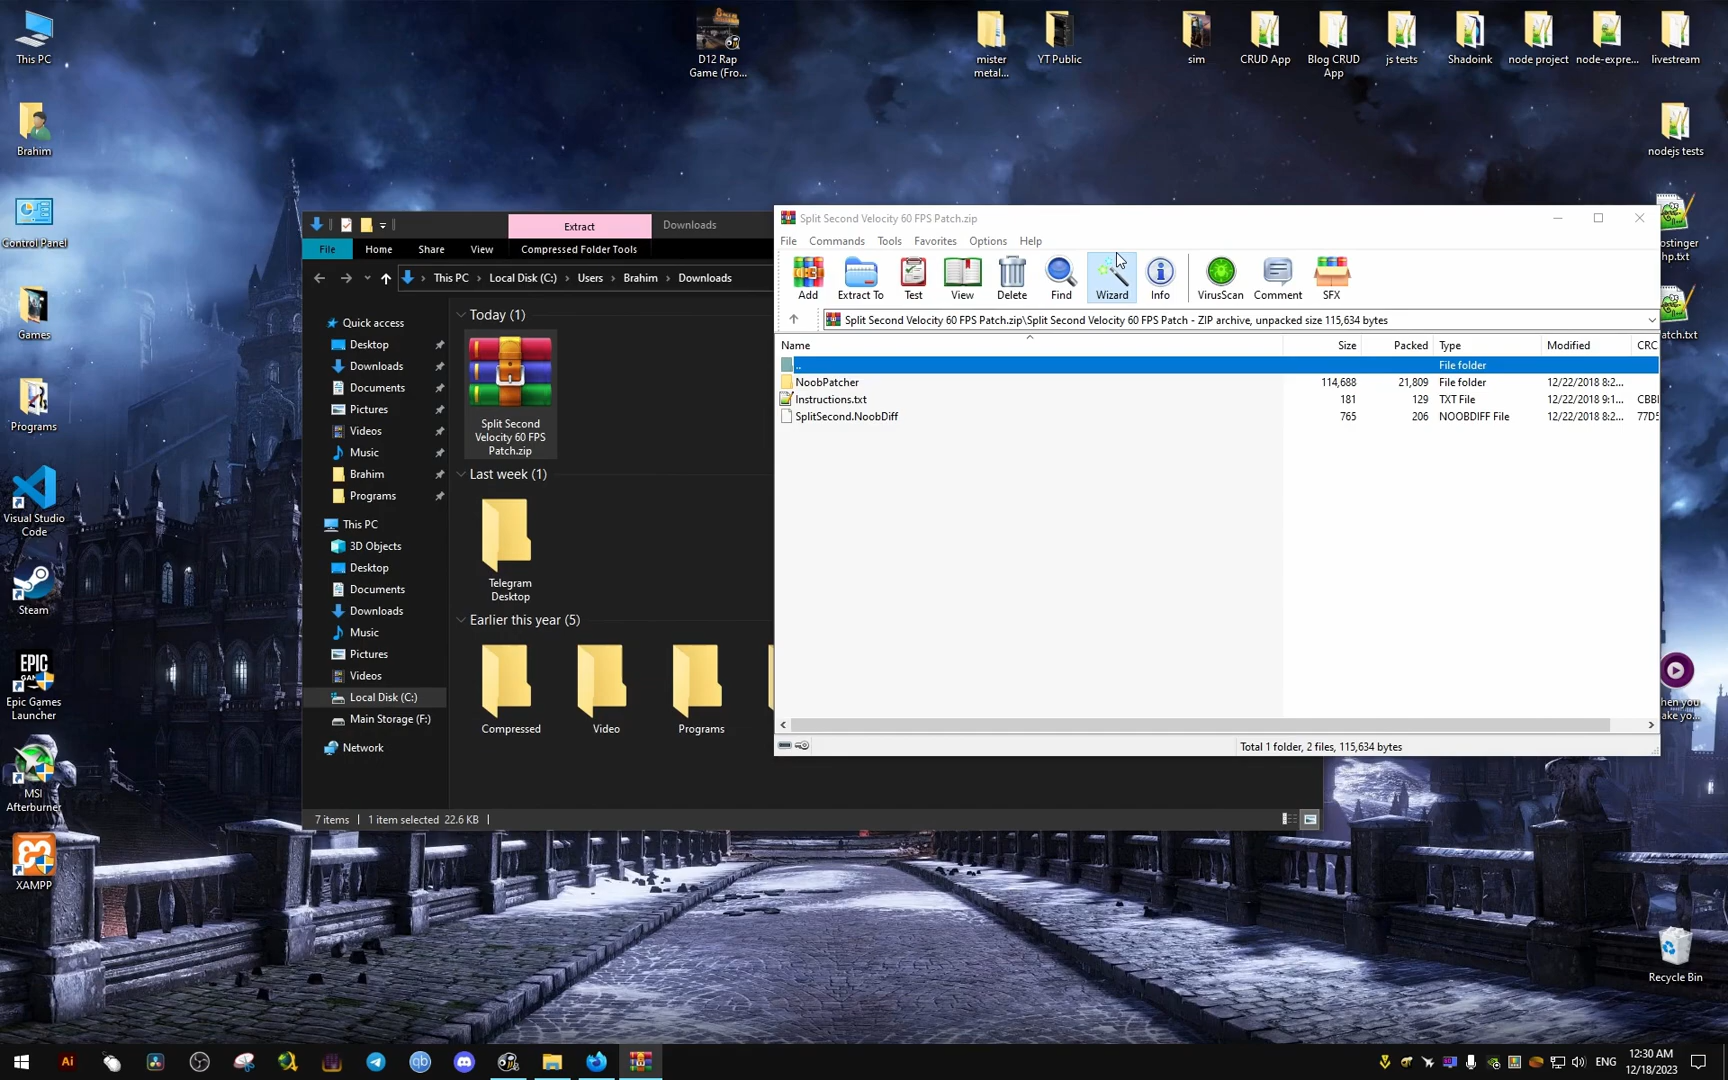 This PC
Brahim
Control Panel
Games
Programs
Visual Studio
Code
Steam
EPIC
Epic Games
Launcher
MSI
Afterburner
XAMPP
D12 Rap
Game (Fro...
mister
metal...
YT Public
sim
CRUD App
Blog CRUD
App
js tests
Shadoink
node project
node-expre...
livestream
nodejs tests
Recycle Bin
Extract
Downloads
File
Home
Share
View
Compressed Folder Tools
This PC
Local Disk (C:)
Users
Brahim
Downloads
Quick access
Desktop
Downloads
Documents
Pictures
Videos
Music
Brahim
Programs
This PC
3D Objects
Desktop
Documents
Downloads
Music
Pictures
Videos
Local Disk (C:)
Main Storage (F:)
Network
Today (1)
Split Second
Velocity 60 FPS
Patch.zip
Last week (1)
Telegram
Desktop
Earlier this year (5)
Compressed
Video
Programs
7 items
1 item selected 22.6 KB
Split Second Velocity 60 FPS Patch.zip
File Commands Tools Favorites Options Help
Add
Extract To
Test
View
Delete
Find
Wizard
Info
VirusScan
Comment
SFX
Split Second Velocity 60 FPS Patch.zip\Split Second Velocity 60 FPS Patch - ZIP archive, unpacked size 115,634 bytes
Name Size Packed Type Modified CRC
.. File folder
NoobPatcher 114,688 21,809 File folder 12/22/2018 8:2...
Instructions.txt 181 129 TXT File 12/22/2018 9:1...
SplitSecond.NoobDiff 765 206 NOOBDIFF File 12/22/2018 8:2...
Total 1 folder, 2 files, 115,634 bytes
Ai
qb
ENG
12:30 AM
12/18/2023